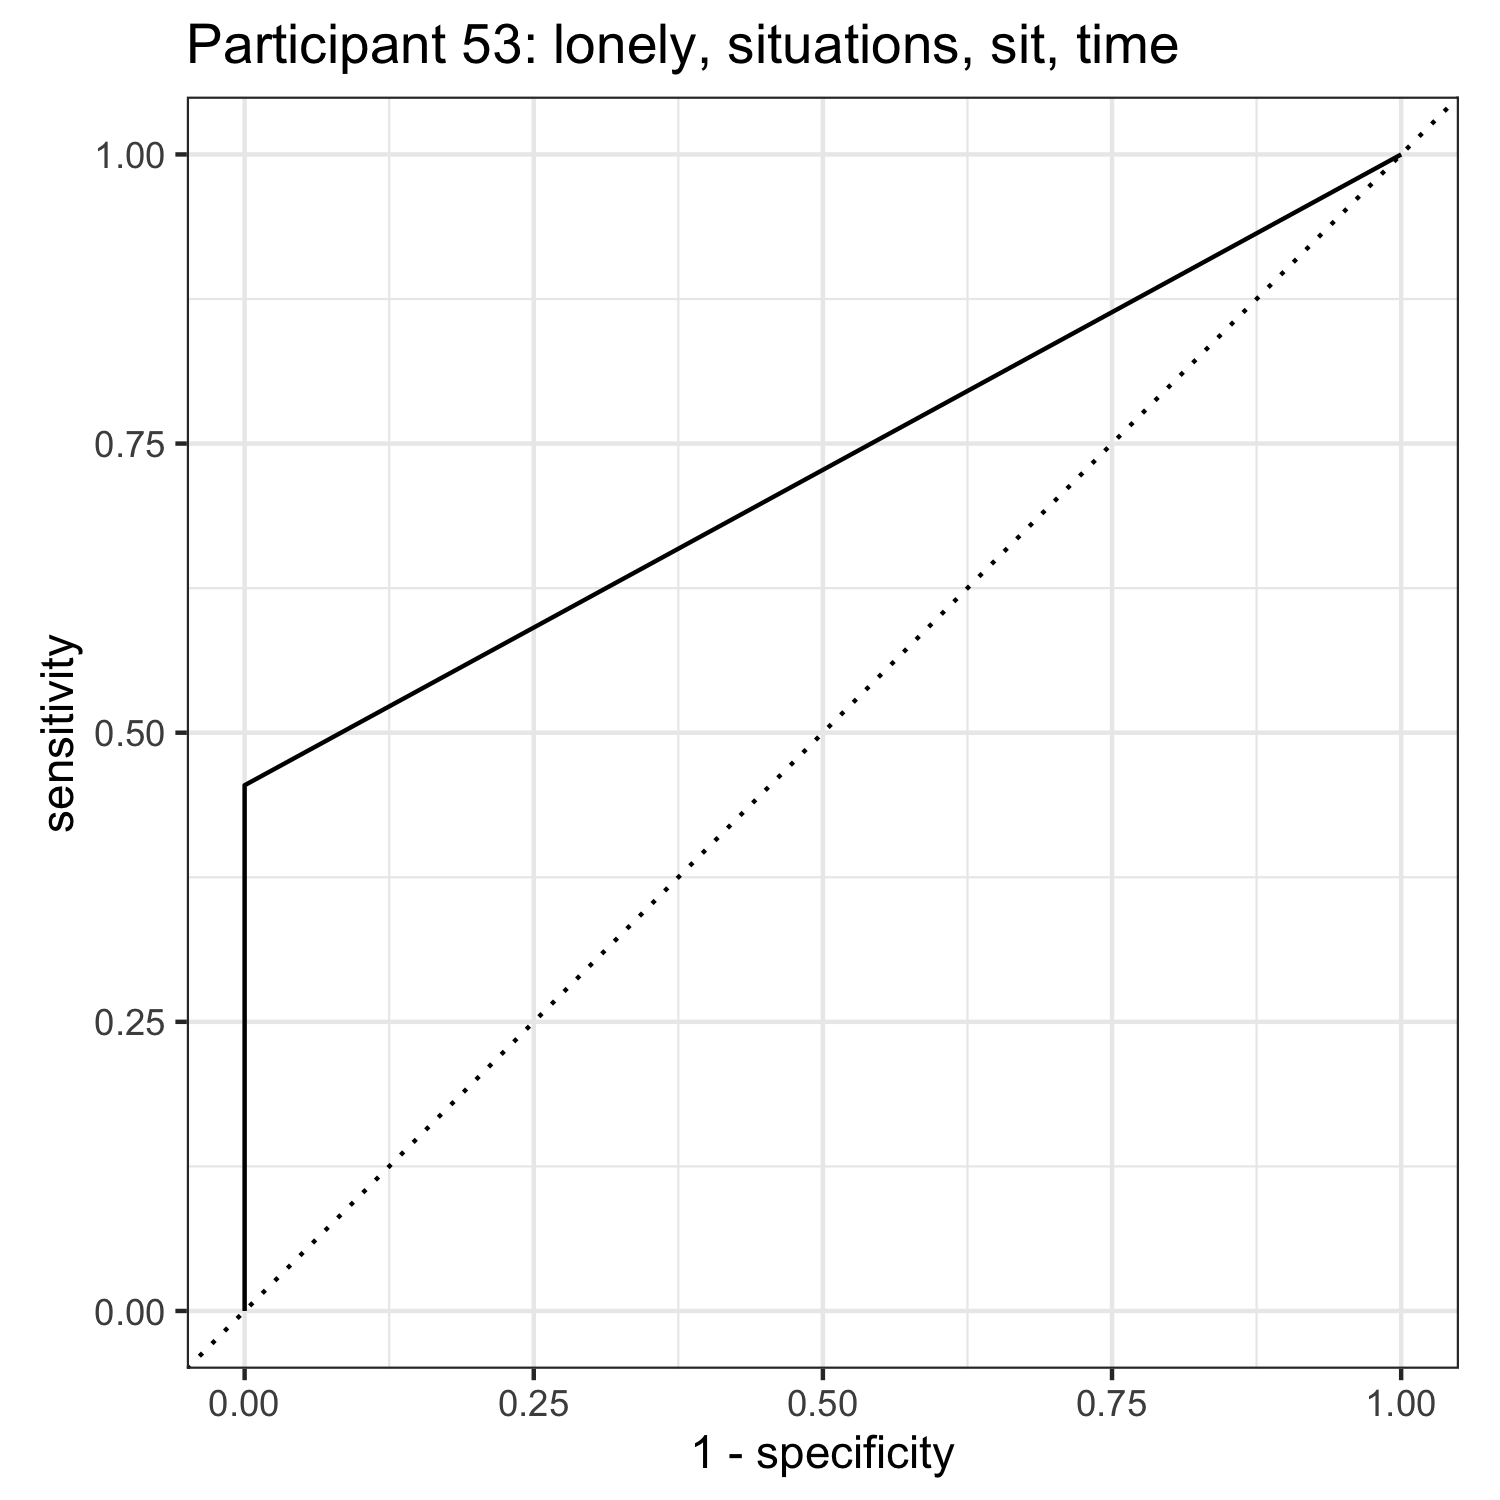 Participant 53: lonely, situations, sit, time
1.00
0.75
0.50
0.25
0.00
sensitivity
0.00 0.25 0.50 0.75 1.00
1 - specificity